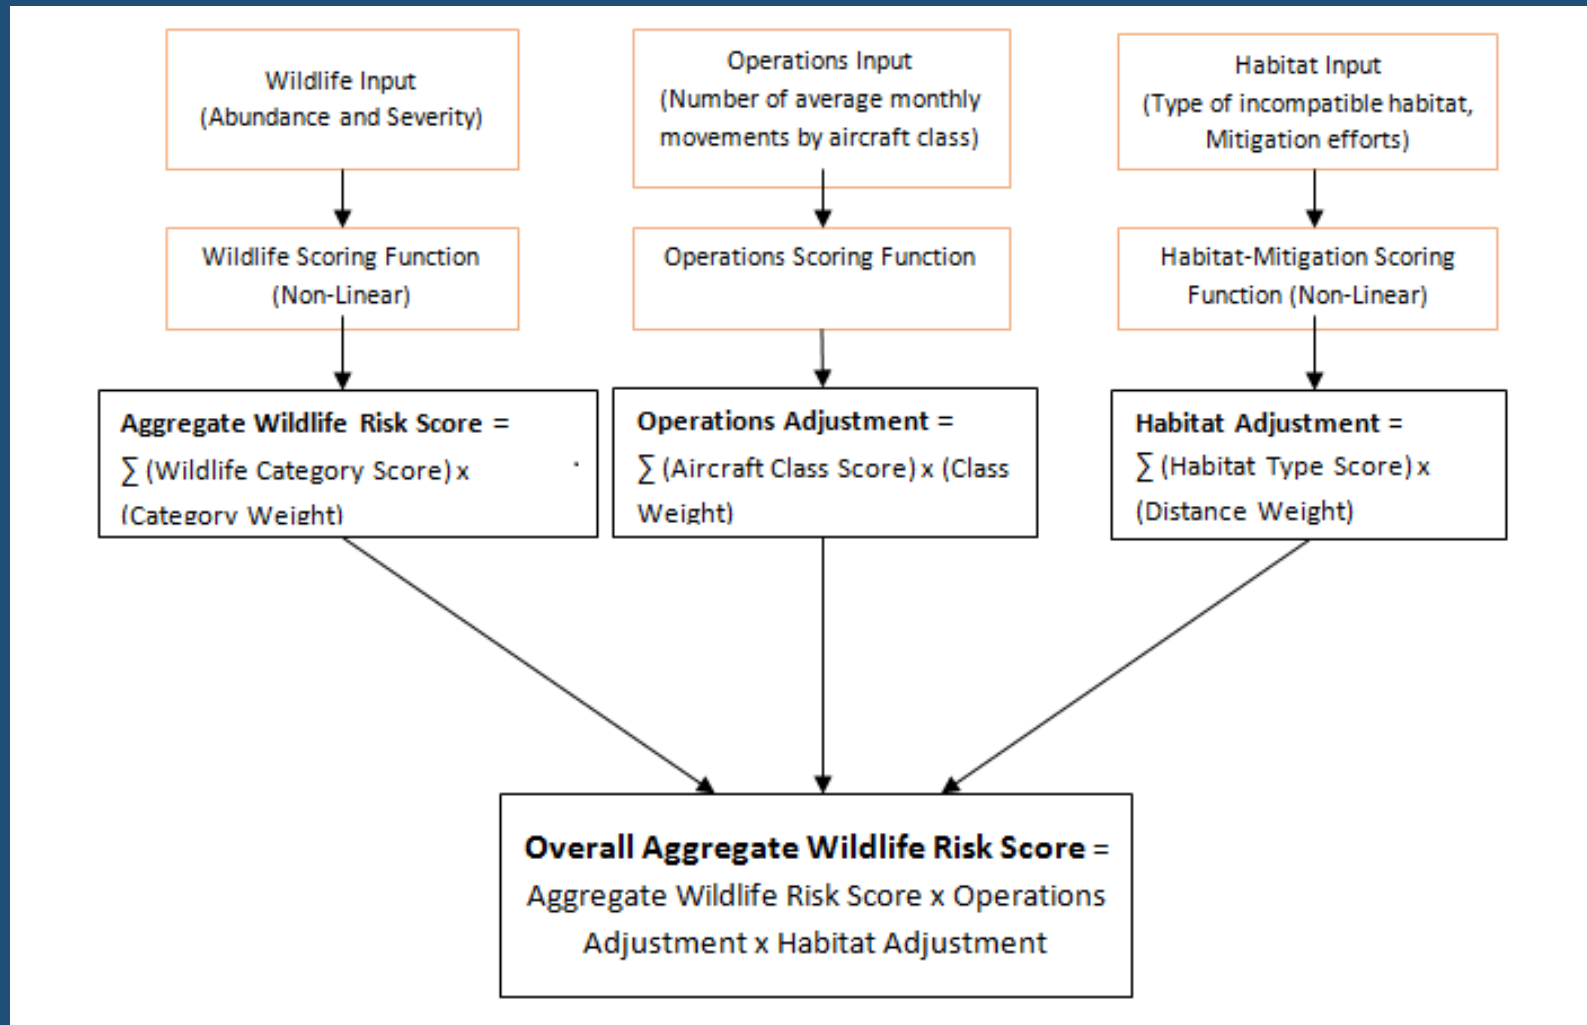 Wildlife Input
(Abundance and Severity)
Operations Input
(Number of average monthly
movements by aircraft class)
Habitat Input
(Type of incompatible habitat,
Mitigation efforts)
Wildlife Scoring Function
(Non-Linear)
Operations Scoring Function
Habitat-Mitigation Scoring
Function (Non-Linear)
Aggregate Wildlife Risk Score =
∑ (Wildlife Category Score) x
(Category Weight)
Operations Adjustment =
∑ (Aircraft Class Score) x (Class
Weight)
Habitat Adjustment =
∑ (Habitat Type Score) x
(Distance Weight)
Overall Aggregate Wildlife Risk Score =
Aggregate Wildlife Risk Score x Operations
Adjustment x Habitat Adjustment